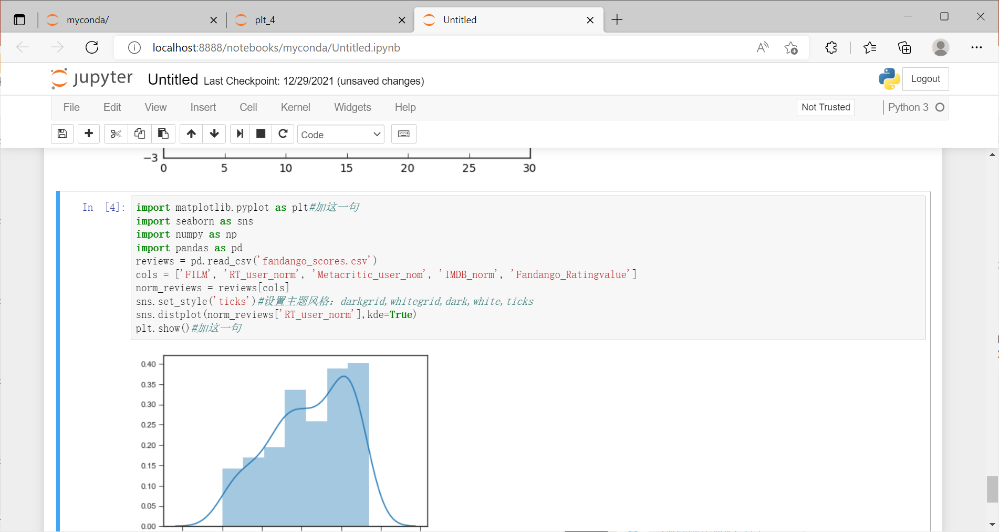 myconda/ plt_4 Untitled
localhost:8888/notebooks/myconda/Untitled.ipynb
jupyter Untitled Last Checkpoint: 12/29/2021 (unsaved changes) Logout
File Edit View Insert Cell Kernel Widgets Help Not Trusted Python 3
Code
−3
0 5 10 15 20 25 30
In [4]:
import matplotlib.pyplot as plt#加这一句
import seaborn as sns
import numpy as np
import pandas as pd
reviews = pd.read_csv('fandango_scores.csv')
cols = ['FILM', 'RT_user_norm', 'Metacritic_user_nom', 'IMDB_norm', 'Fandango_Ratingvalue']
norm_reviews = reviews[cols]
sns.set_style('ticks')#设置主题风格：darkgrid,whitegrid,dark,white,ticks
sns.distplot(norm_reviews['RT_user_norm'],kde=True)
plt.show()#加这一句
0.40
0.35
0.30
0.25
0.20
0.15
0.10
0.05
0.00